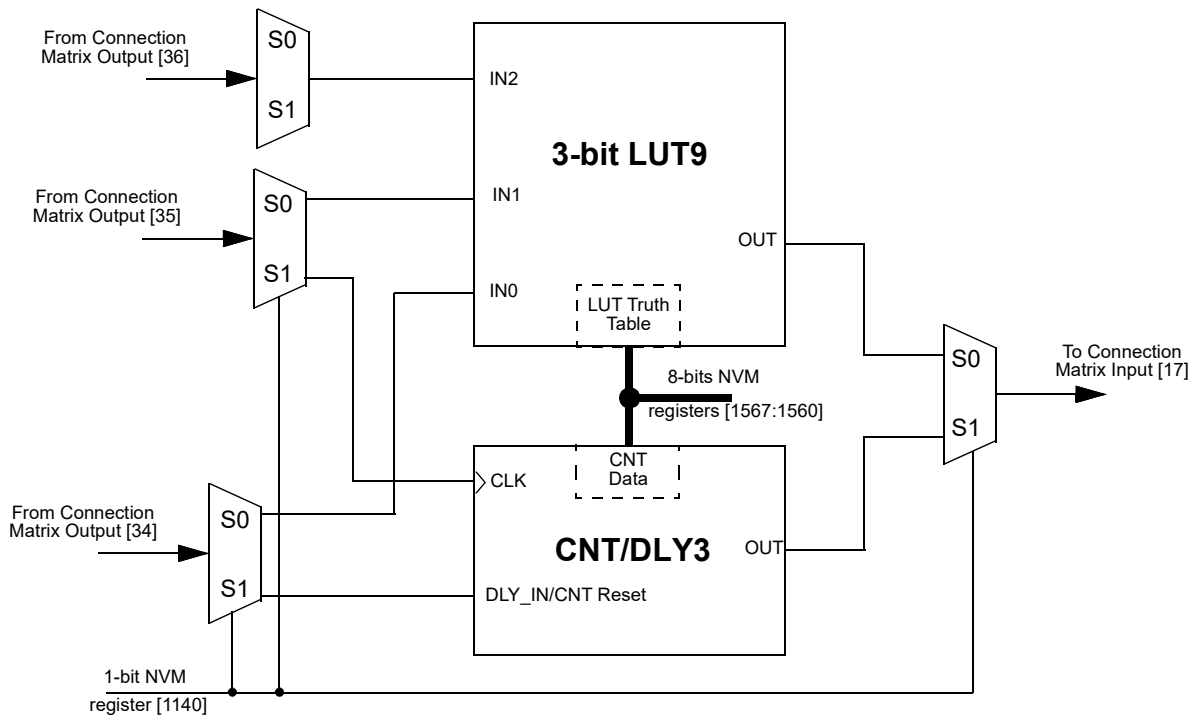 From Connection
Matrix Output [36]
S0
S1
IN2
3-bit LUT9
From Connection
Matrix Output [35]
S0
S1
IN1
IN0
OUT
LUT Truth
Table
8-bits NVM
registers [1567:1560]
S0
S1
To Connection
Matrix Input [17]
CNT
Data
CLK
CNT/DLY3
OUT
From Connection
Matrix Output [34]
S0
S1
DLY_IN/CNT Reset
1-bit NVM
register [1140]